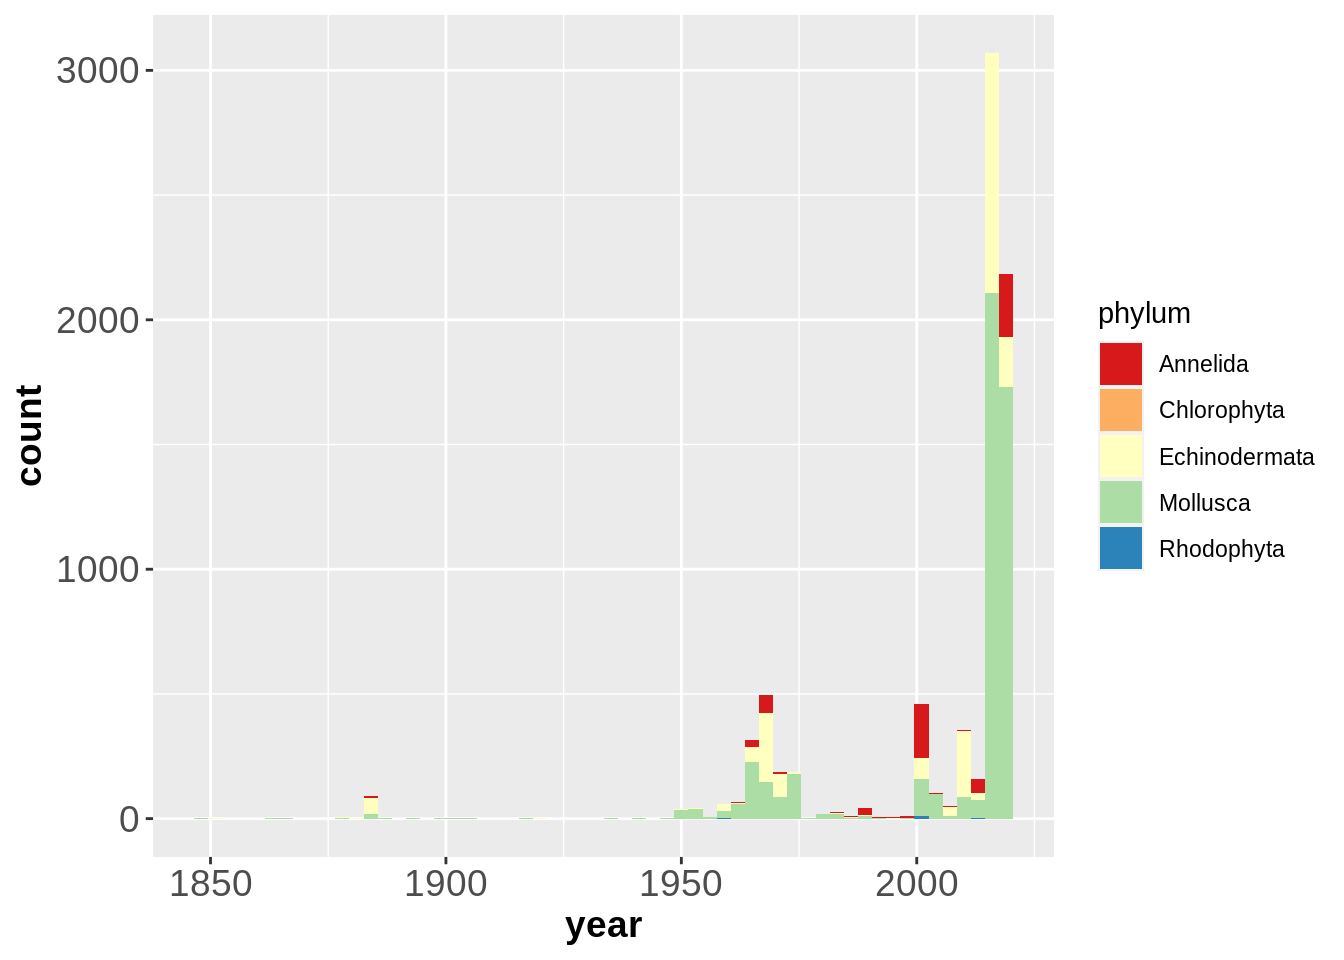 3000
2000
1000
0
count
1850 1900 1950 2000
year
phylum
Annelida
Chlorophyta
Echinodermata
Mollusca
Rhodophyta